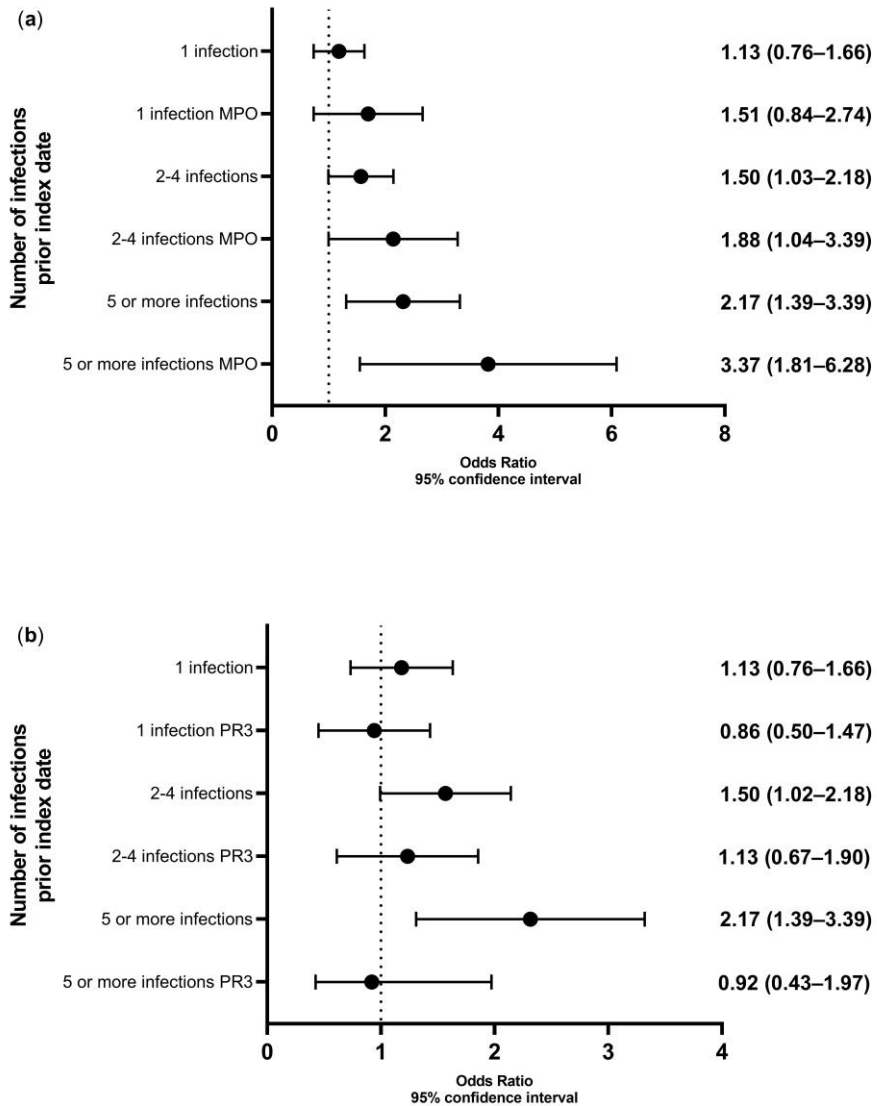 (a)
Number of infections
prior index date
1 infection 1.13 (0.76–1.66)
1 infection MPO 1.51 (0.84–2.74)
2-4 infections 1.50 (1.03–2.18)
2-4 infections MPO 1.88 (1.04–3.39)
5 or more infections 2.17 (1.39–3.39)
5 or more infections MPO 3.37 (1.81–6.28)
0 2 4 6 8
Odds Ratio
95% confidence interval
(b)
Number of infections
prior index date
1 infection 1.13 (0.76–1.66)
1 infection PR3 0.86 (0.50–1.47)
2-4 infections 1.50 (1.02–2.18)
2-4 infections PR3 1.13 (0.67–1.90)
5 or more infections 2.17 (1.39–3.39)
5 or more infections PR3 0.92 (0.43–1.97)
0 1 2 3 4
Odds Ratio
95% confidence interval